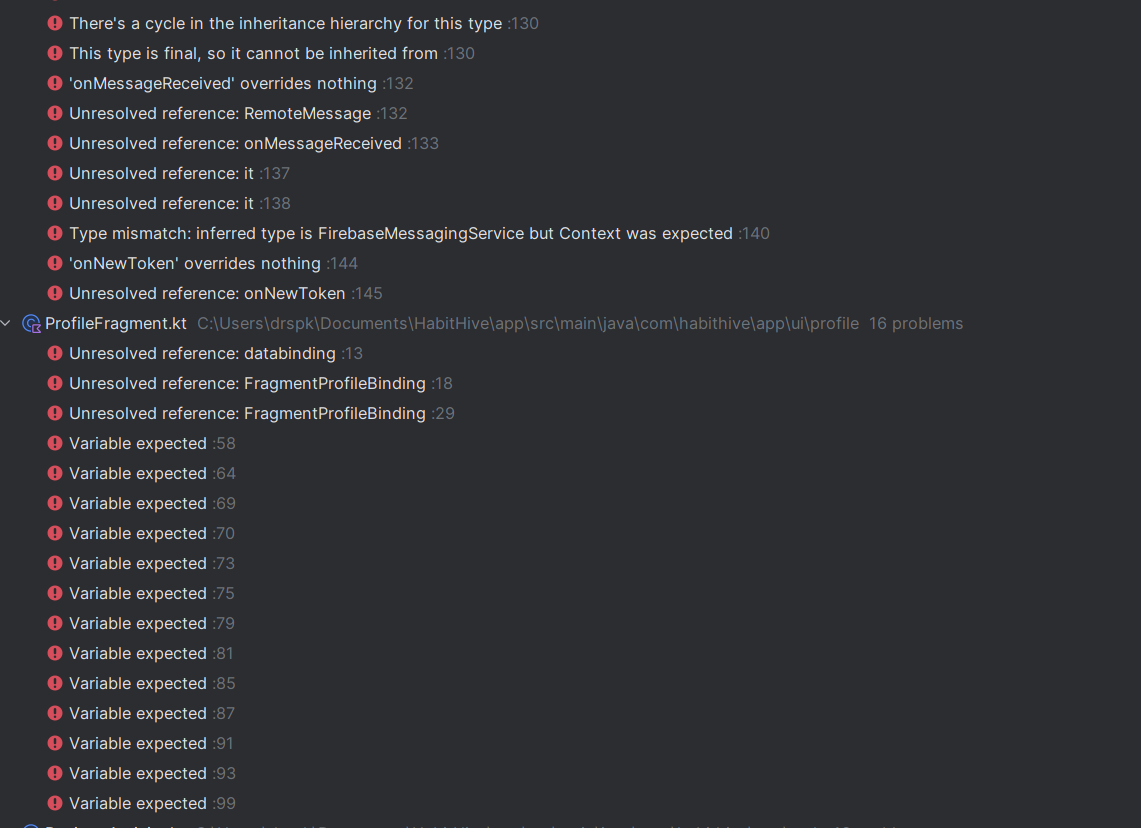 There's a cycle in the inheritance hierarchy for this type :130
This type is final, so it cannot be inherited from :130
'onMessageReceived' overrides nothing :132
Unresolved reference: RemoteMessage :132
Unresolved reference: onMessageReceived :133
Unresolved reference: it :137
Unresolved reference: it :138
Type mismatch: inferred type is FirebaseMessagingService but Context was expected :140
'onNewToken' overrides nothing :144
Unresolved reference: onNewToken :145
ProfileFragment.kt C:\Users\drspk\Documents\HabitHive\app\src\main\java\com\habithive\app\ui\profile 16 problems
Unresolved reference: databinding :13
Unresolved reference: FragmentProfileBinding :18
Unresolved reference: FragmentProfileBinding :29
Variable expected :58
Variable expected :64
Variable expected :69
Variable expected :70
Variable expected :73
Variable expected :75
Variable expected :79
Variable expected :81
Variable expected :85
Variable expected :87
Variable expected :91
Variable expected :93
Variable expected :99